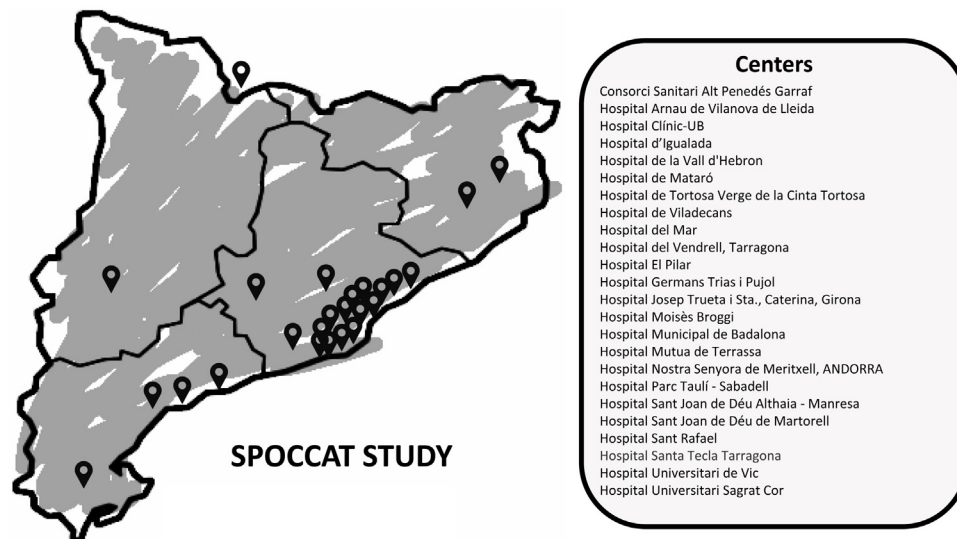 Centers
Consorci Sanitari Alt Penedés Garraf
Hospital Arnau de Vilanova de Lleida
Hospital Clínic-UB
Hospital d'Igualada
Hospital de la Vall d'Hebron
Hospital de Mataró
Hospital de Tortosa Verge de la Cinta Tortosa
Hospital de Viladecans
Hospital del Mar
Hospital del Vendrell, Tarragona
Hospital El Pilar
Hospital Germans Trias i Pujol
Hospital Josep Trueta i Sta., Caterina, Girona
Hospital Moisès Broggi
Hospital Municipal de Badalona
Hospital Mutua de Terrassa
Hospital Nostra Senyora de Meritxell, ANDORRA
Hospital Parc Taulí - Sabadell
Hospital Sant Joan de Déu Althaia - Manresa
Hospital Sant Joan de Déu de Martorell
Hospital Sant Rafael
Hospital Santa Tecla Tarragona
Hospital Universitari de Vic
Hospital Universitari Sagrat Cor
SPOCCAT STUDY